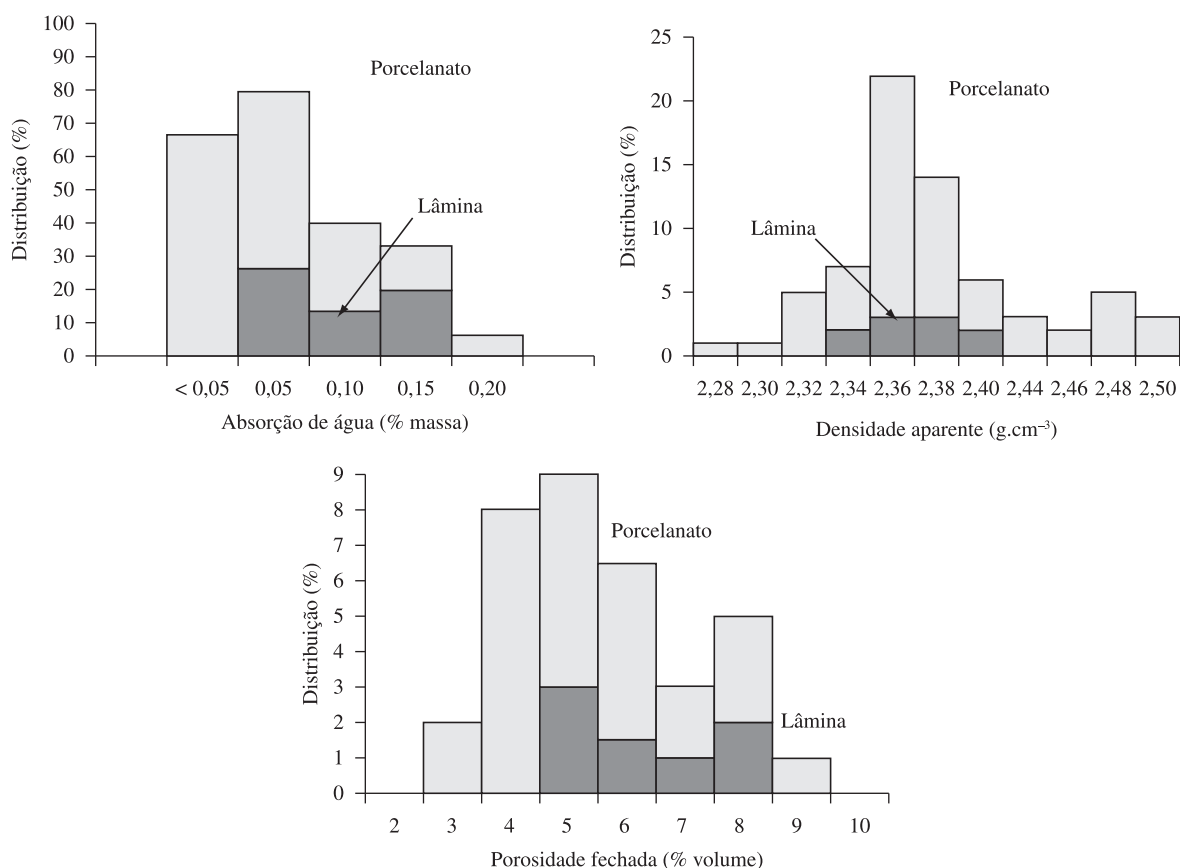 100
90
80
70
60
50
40
30
20
10
0
Distribuição (%)
Porcelanato
Lâmina
< 0,05 0,05 0,10 0,15 0,20
Absorção de água (% massa)
25
20
15
10
5
0
Distribuição (%)
Porcelanato
Lâmina
2,28 2,30 2,32 2,34 2,36 2,38 2,40 2,44 2,46 2,48 2,50
Densidade aparente (g.cm⁻³)
9
8
7
6
5
4
3
2
1
0
Distribuição (%)
Porcelanato
Lâmina
2 3 4 5 6 7 8 9 10
Porosidade fechada (% volume)